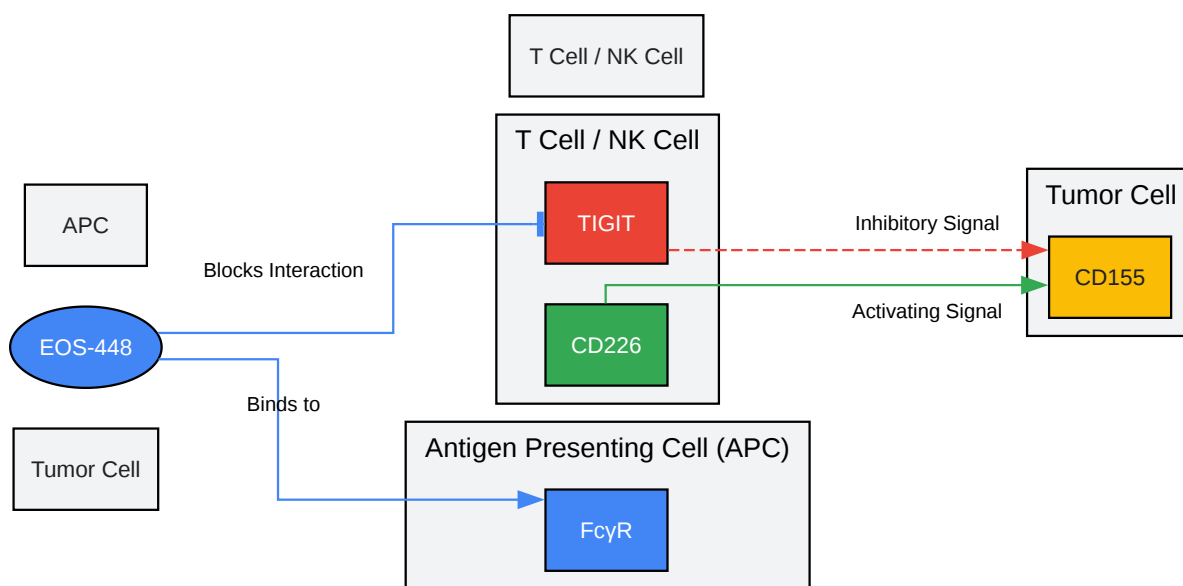 T Cell / NK Cell
T Cell / NK Cell
TIGIT
CD226
Tumor Cell
CD155
Inhibitory Signal
Activating Signal
APC
Blocks Interaction
EOS-448
Binds to
Tumor Cell
Antigen Presenting Cell (APC)
FcγR